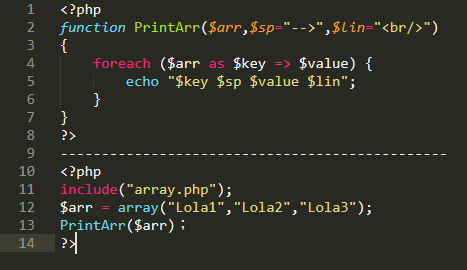 1 <?php
2 function PrintArr($arr,$sp="-->",$lin="<br/>")
3 {
4     foreach ($arr as $key => $value) {
5         echo "$key $sp $value $lin";
6     }
7 }
8 ?>
9 -----------------------------------------------
10 <?php
11 include("array.php");
12 $arr = array("Lola1","Lola2","Lola3");
13 PrintArr($arr)；
14 ?>